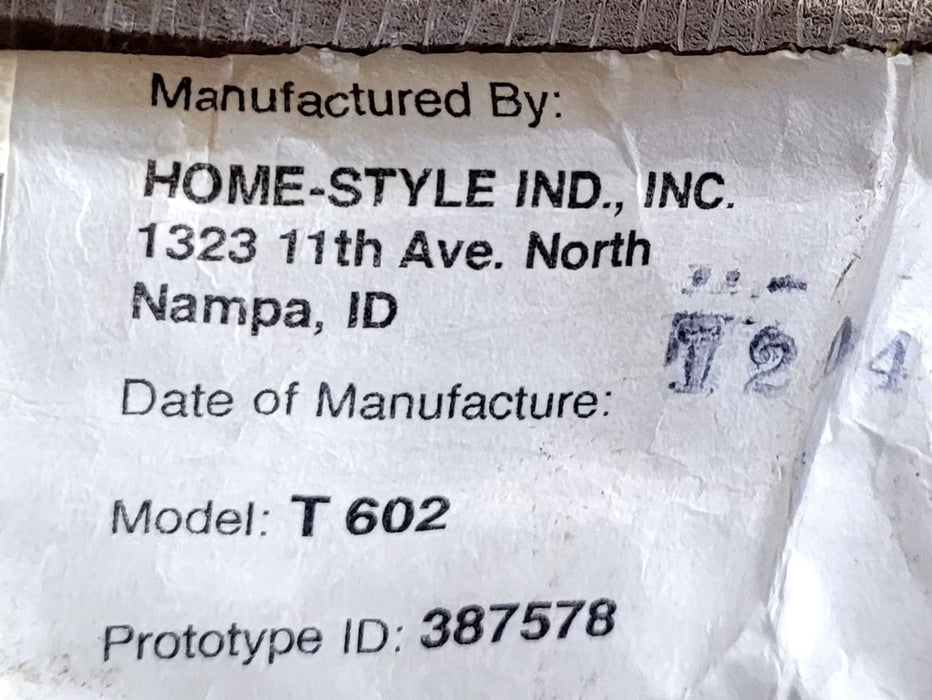 Manufactured By:
HOME-STYLE IND., INC.
1323 11th Ave. North
Nampa, ID
Date of Manufacture:
Model: T 602
Prototype ID: 387578